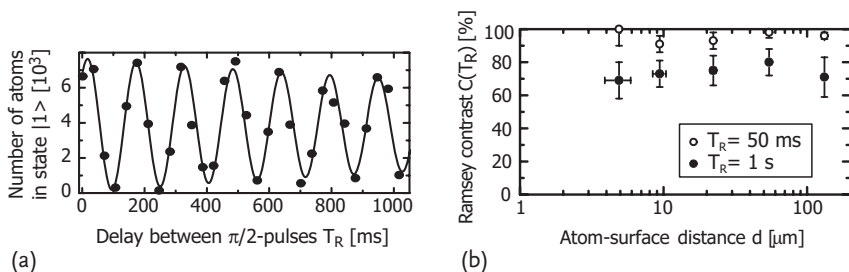 Number of atoms
in state |1> [10³]
6
4
2
0
0 200 400 600 800 1000
Delay between π/2-pulses T_R [ms]
(a)
Ramsey contrast C(T_R) [%]
100
80
60
40
20
0
T_R= 50 ms
T_R= 1 s
1 10 100
Atom-surface distance d [µm]
(b)